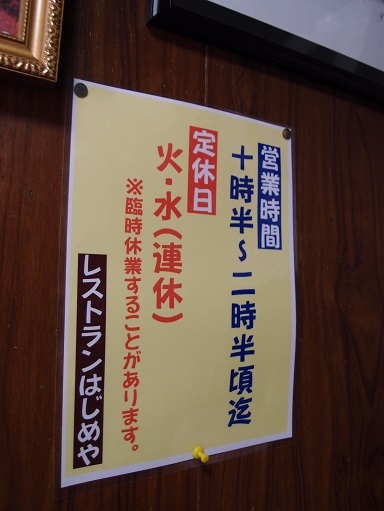 営業時間
十時半～二時半頃迄
定休日
火・水(連休)
※臨時休業することがあります。
レストランはじめや